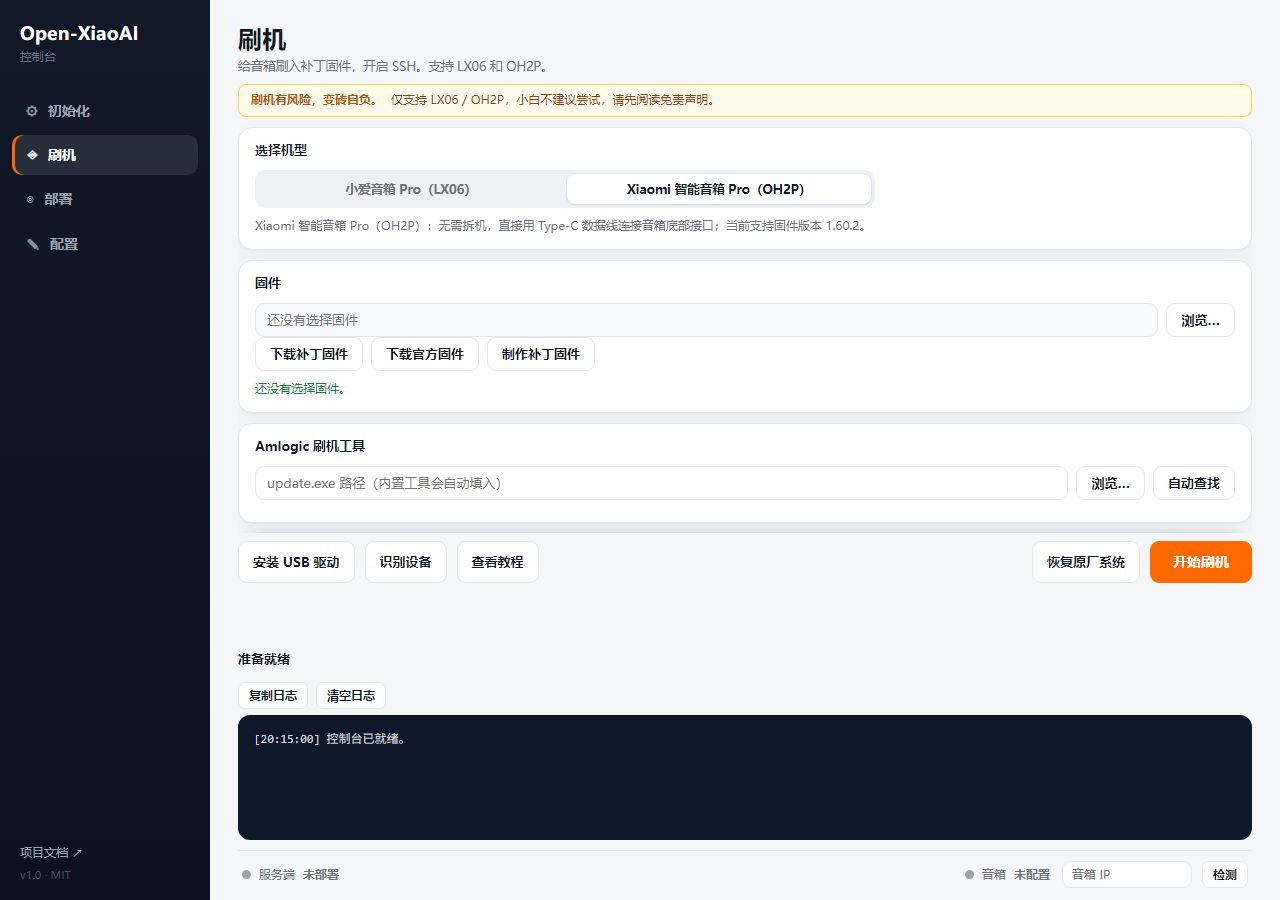 Open-XiaoAI
控制台
初始化
刷机
部署
配置
项目文档 ↗
v1.0 · MIT
刷机
给音箱刷入补丁固件，开启 SSH。支持 LX06 和 OH2P。
刷机有风险，变砖自负。 仅支持 LX06 / OH2P，小白不建议尝试，请先阅读免责声明。
选择机型
小爱音箱 Pro（LX06） Xiaomi 智能音箱 Pro（OH2P）
Xiaomi 智能音箱 Pro（OH2P）：无需拆机，直接用 Type-C 数据线连接音箱底部接口；当前支持固件版本 1.60.2。
固件
还没有选择固件 浏览...
下载补丁固件 下载官方固件 制作补丁固件
还没有选择固件。
Amlogic 刷机工具
update.exe 路径（内置工具会自动填入） 浏览... 自动查找
安装 USB 驱动 识别设备 查看教程 恢复原厂系统 开始刷机
准备就绪
复制日志 清空日志
[20:15:00] 控制台已就绪。
服务端 未部署 音箱 未配置 音箱 IP 检测